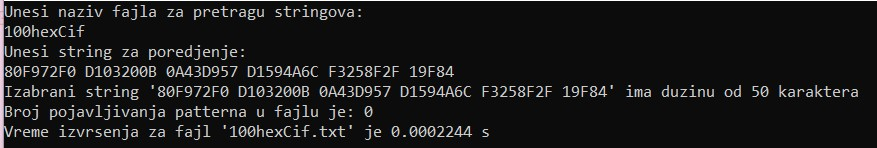 Unesi naziv fajla za pretragu stringova:
100hexCif
Unesi string za poredjenje:
80F972F0 D103200B 0A43D957 D1594A6C F3258F2F 19F84
Izabrani string '80F972F0 D103200B 0A43D957 D1594A6C F3258F2F 19F84' ima duzinu od 50 karaktera
Broj pojavljivanja patterna u fajlu je: 0
Vreme izvrsenja za fajl '100hexCif.txt' je 0.0002244 s